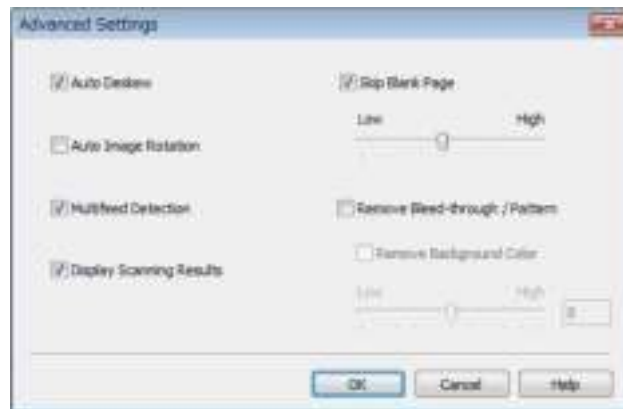 Advanced Settings
Auto Deskew
Skip Blank Page
Low High
Auto Image Rotation
Multifeed Detection
Remove Bleed-through / Pattern
Remove Background Color
Display Scanning Results
Low High
OK Cancel Help